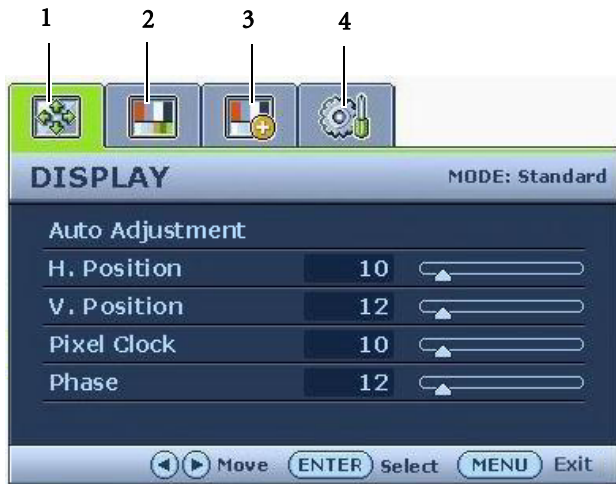 1 2 3 4
DISPLAY MODE: Standard
Auto Adjustment
H. Position 10
V. Position 12
Pixel Clock 10
Phase 12
Move ENTER Select MENU Exit